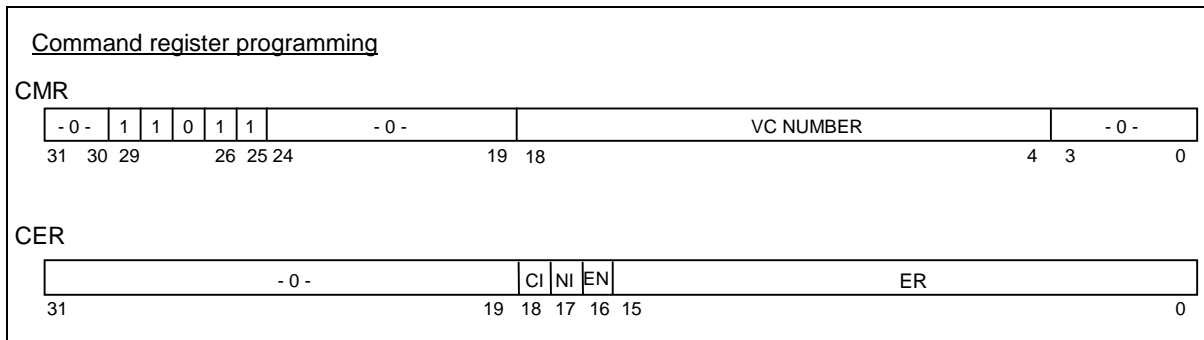 Command register programming
CMR
- 0 - 1 1 0 1 1 - 0 - VC NUMBER - 0 -
31 30 29 26 25 24 19 18 4 3 0
CER
- 0 - CI NI EN ER
31 19 18 17 16 15 0